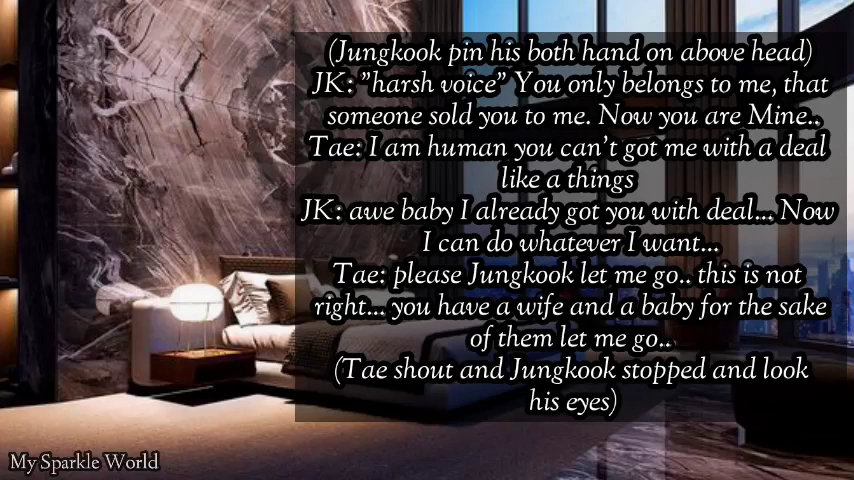 (Jungkook pin his both hand on above head)
JK: "harsh voice" You only belongs to me, that
someone sold you to me. Now you are Mine..
Tae: I am human you can't got me with a deal
like a things
JK: awe baby I already got you with deal... Now
I can do whatever I want...
Tae: please Jungkook let me go.. this is not
right... you have a wife and a baby for the sake
of them let me go..
(Tae shout and Jungkook stopped and look
his eyes)
My Sparkle World